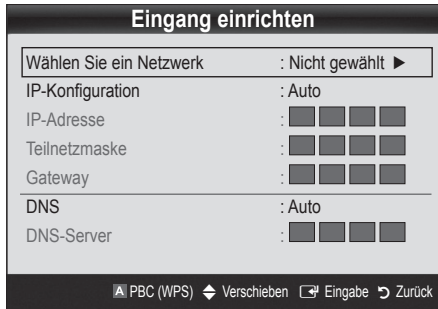 Eingang einrichten
Wählen Sie ein Netzwerk : Nicht gewählt ►
IP-Konfiguration : Auto
IP-Adresse :
Teilnetzmaske :
Gateway :
DNS : Auto
DNS-Server :
A PBC (WPS) Verschieben Eingabe Zurück